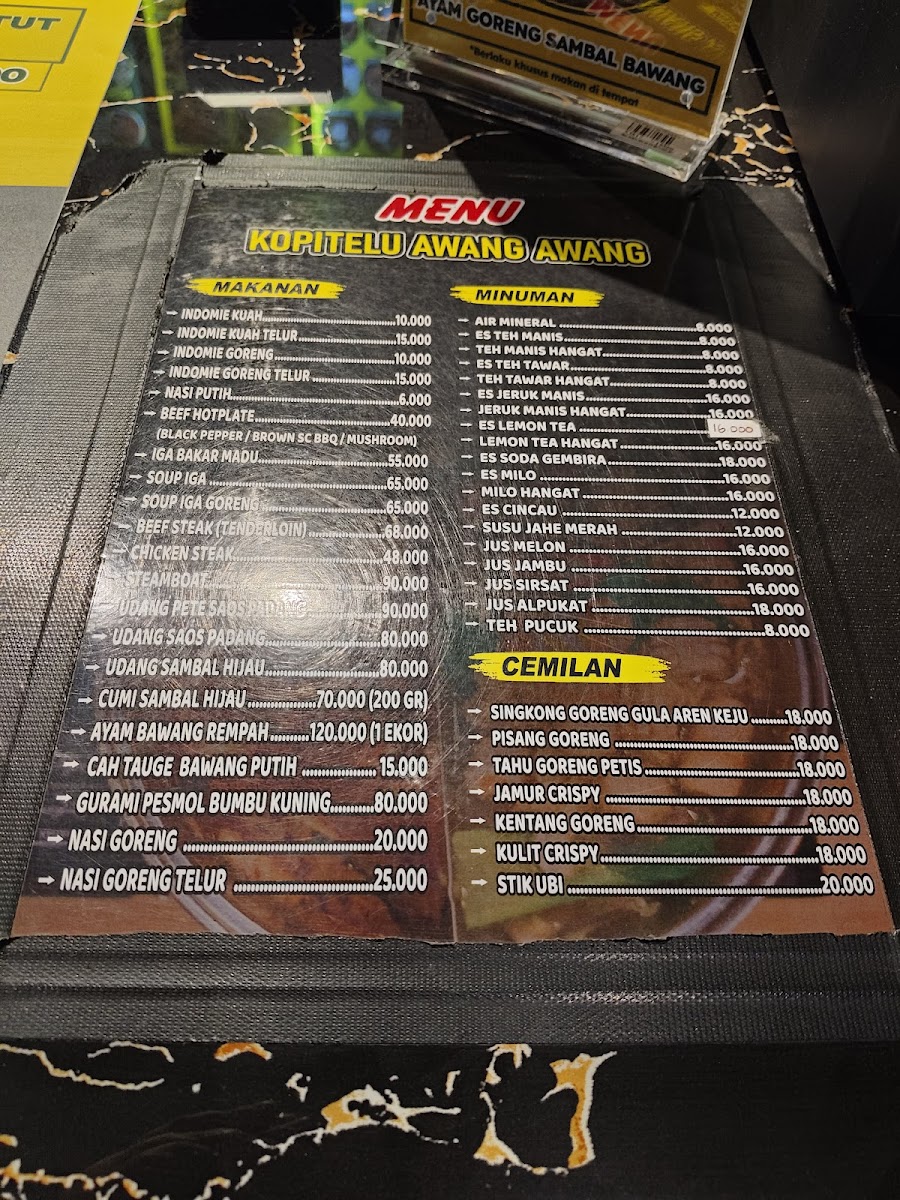 TUT
AYAM GORENG SAMBAL BAWANG
*Berlaku khusus makan di tempat
MENU
KOPITELU AWANG AWANG
MAKANAN
INDOMIE KUAH 10.000
INDOMIE KUAH TELUR 15.000
INDOMIE GORENG 10.000
INDOMIE GORENG TELUR 15.000
NASI PUTIH 6.000
BEEF HOTPLATE 40.000
(BLACK PEPPER / BROWN SC BBQ / MUSHROOM)
IGA BAKAR MADU 55.000
SOUP IGA 65.000
SOUP IGA GORENG 65.000
BEEF STEAK (TENDERLOIN) 68.000
CHICKEN STEAK 48.000
STEAMBOAT 90.000
UDANG PETE SAOS PADANG 90.000
UDANG SAOS PADANG 80.000
UDANG SAMBAL HIJAU 80.000
CUMI SAMBAL HIJAU 70.000 (200 GR)
AYAM BAWANG REMPAH 120.000 (1 EKOR)
CAH TAUGE BAWANG PUTIH 15.000
GURAMI PESMOL BUMBU KUNING 80.000
NASI GORENG 20.000
NASI GORENG TELUR 25.000
MINUMAN
AIR MINERAL 6.000
ES TEH MANIS 8.000
TEH MANIS HANGAT 8.000
ES TEH TAWAR 8.000
TEH TAWAR HANGAT 8.000
ES JERUK MANIS 16.000
JERUK MANIS HANGAT 16.000
ES LEMON TEA 16.000
LEMON TEA HANGAT 16.000
ES SODA GEMBIRA 18.000
ES MILO 16.000
MILO HANGAT 16.000
ES CINCAU 12.000
SUSU JAHE MERAH 12.000
JUS MELON 16.000
JUS JAMBU 16.000
JUS SIRSAT 16.000
JUS ALPUKAT 18.000
TEH PUCUK 8.000
CEMILAN
SINGKONG GORENG GULA AREN KEJU 18.000
PISANG GORENG 18.000
TAHU GORENG PETIS 18.000
JAMUR CRISPY 18.000
KENTANG GORENG 18.000
KULIT CRISPY 18.000
STIK UBI 20.000